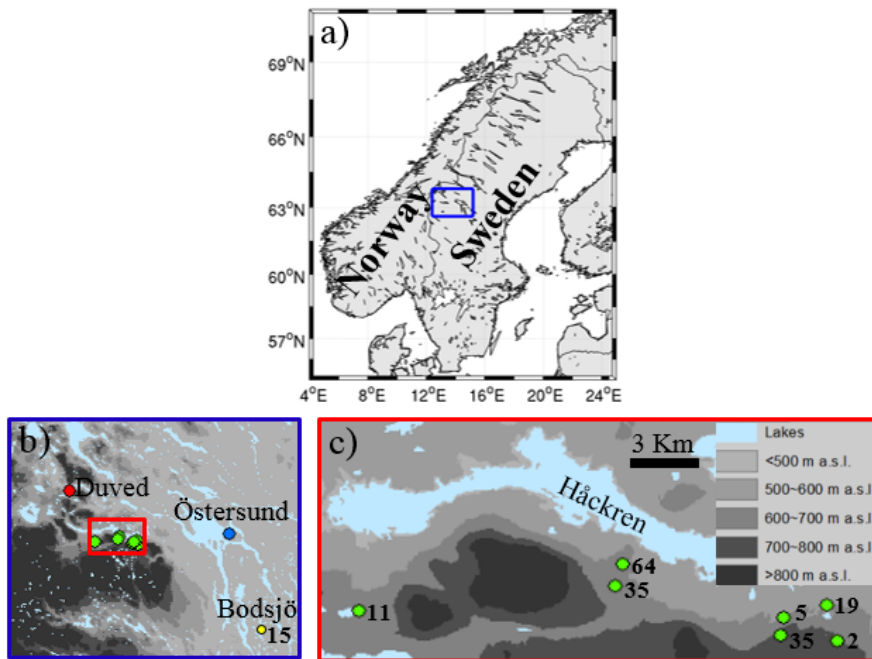 a)
69°N
66°N
63°N
60°N
57°N
4°E 8°E 12°E 16°E 20°E 24°E
Norway
Sweden
b)
Duved
Östersund
Bodsjö
15
c)
3 Km
Håckren
64
35
11
5
19
35
2
Lakes
<500 m a.s.l.
500~600 m a.s.l.
600~700 m a.s.l.
700~800 m a.s.l.
>800 m a.s.l.